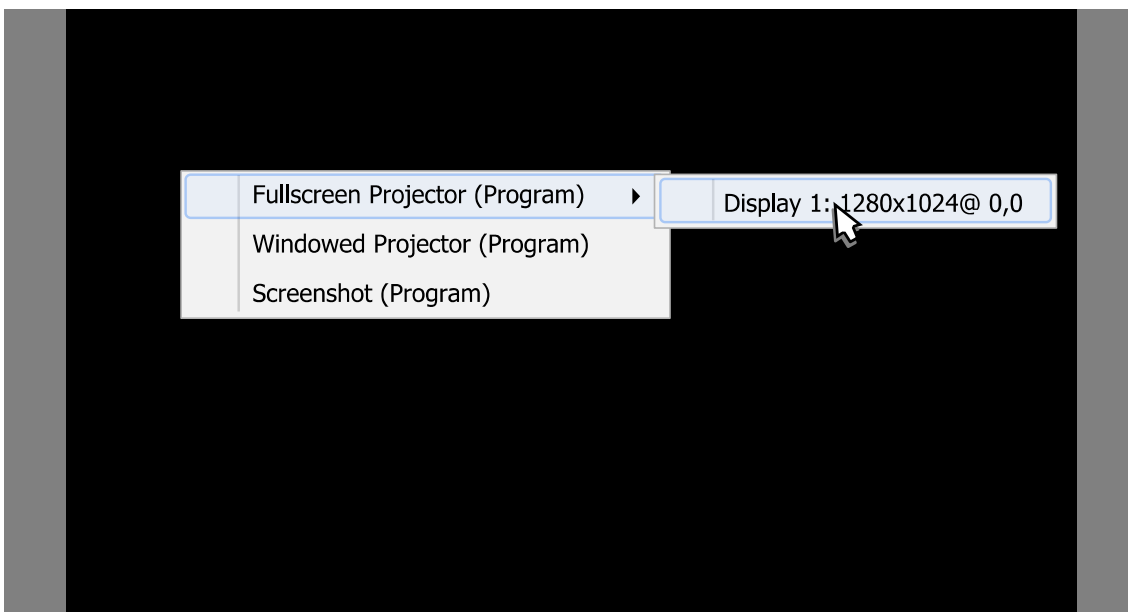 Fullscreen Projector (Program)
Display 1: 1280x1024@ 0,0
Windowed Projector (Program)
Screenshot (Program)